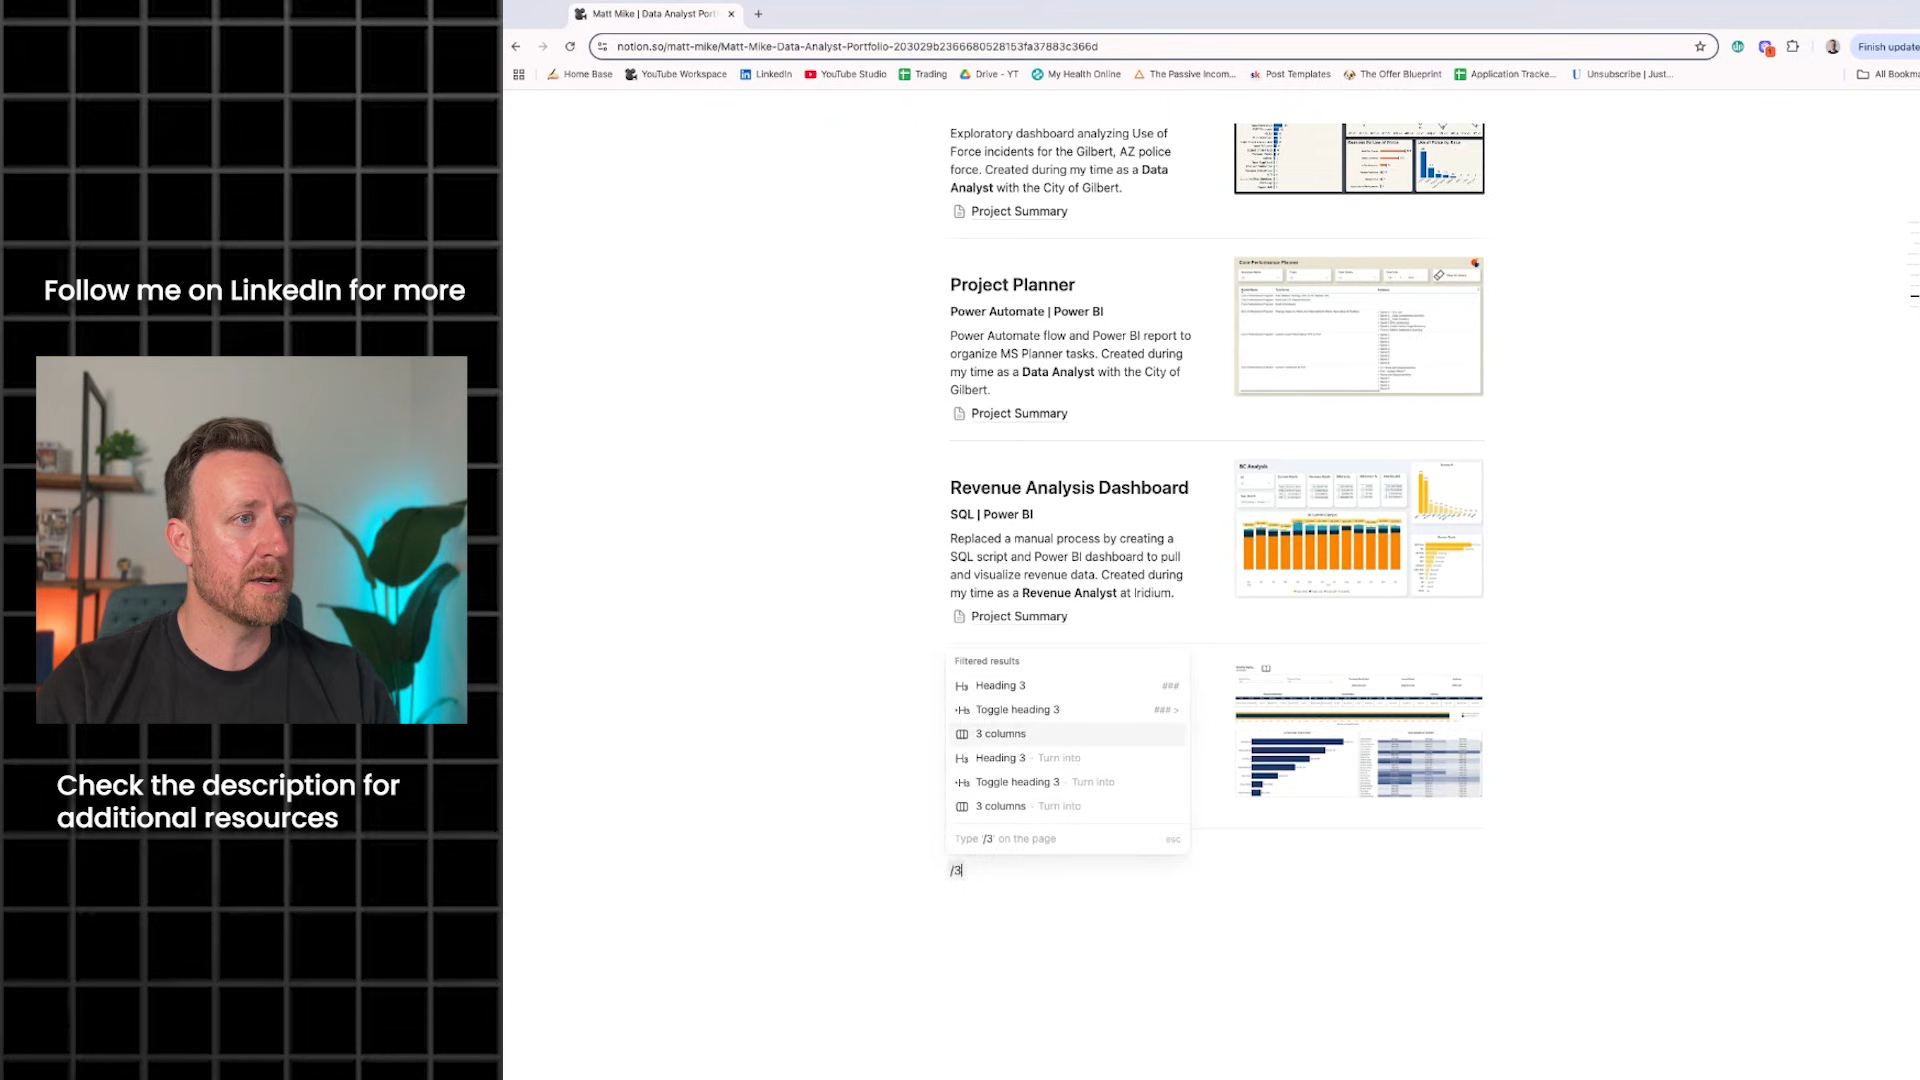 Follow me on LinkedIn for more
Check the description for
additional resources
Matt Mike | Data Analyst Port
notion.so/matt-mike/Matt-Mike-Data-Analyst-Portfolio-203029b2366680528153fa37883c366d
Finish update
Home Base
YouTube Workspace
LinkedIn
YouTube Studio
Trading
Drive - YT
My Health Online
The Passive Incom...
Post Templates
The Offer Blueprint
Application Tracke...
Unsubscribe | Just...
All Bookma
Exploratory dashboard analyzing Use of
Force incidents for the Gilbert, AZ police
force. Created during my time as a Data
Analyst with the City of Gilbert.
Project Summary
Project Planner
Power Automate | Power BI
Power Automate flow and Power BI report to
organize MS Planner tasks. Created during
my time as a Data Analyst with the City of
Gilbert.
Project Summary
Core Performance Planner
Revenue Analysis Dashboard
SQL | Power BI
Replaced a manual process by creating a
SQL script and Power BI dashboard to pull
and visualize revenue data. Created during
my time as a Revenue Analyst at Iridium.
Project Summary
Filtered results
Heading 3 ###
Toggle heading 3 ### >
3 columns
Heading 3 · Turn into
Toggle heading 3 · Turn into
3 columns · Turn into
Type '/3' on the page esc
/3